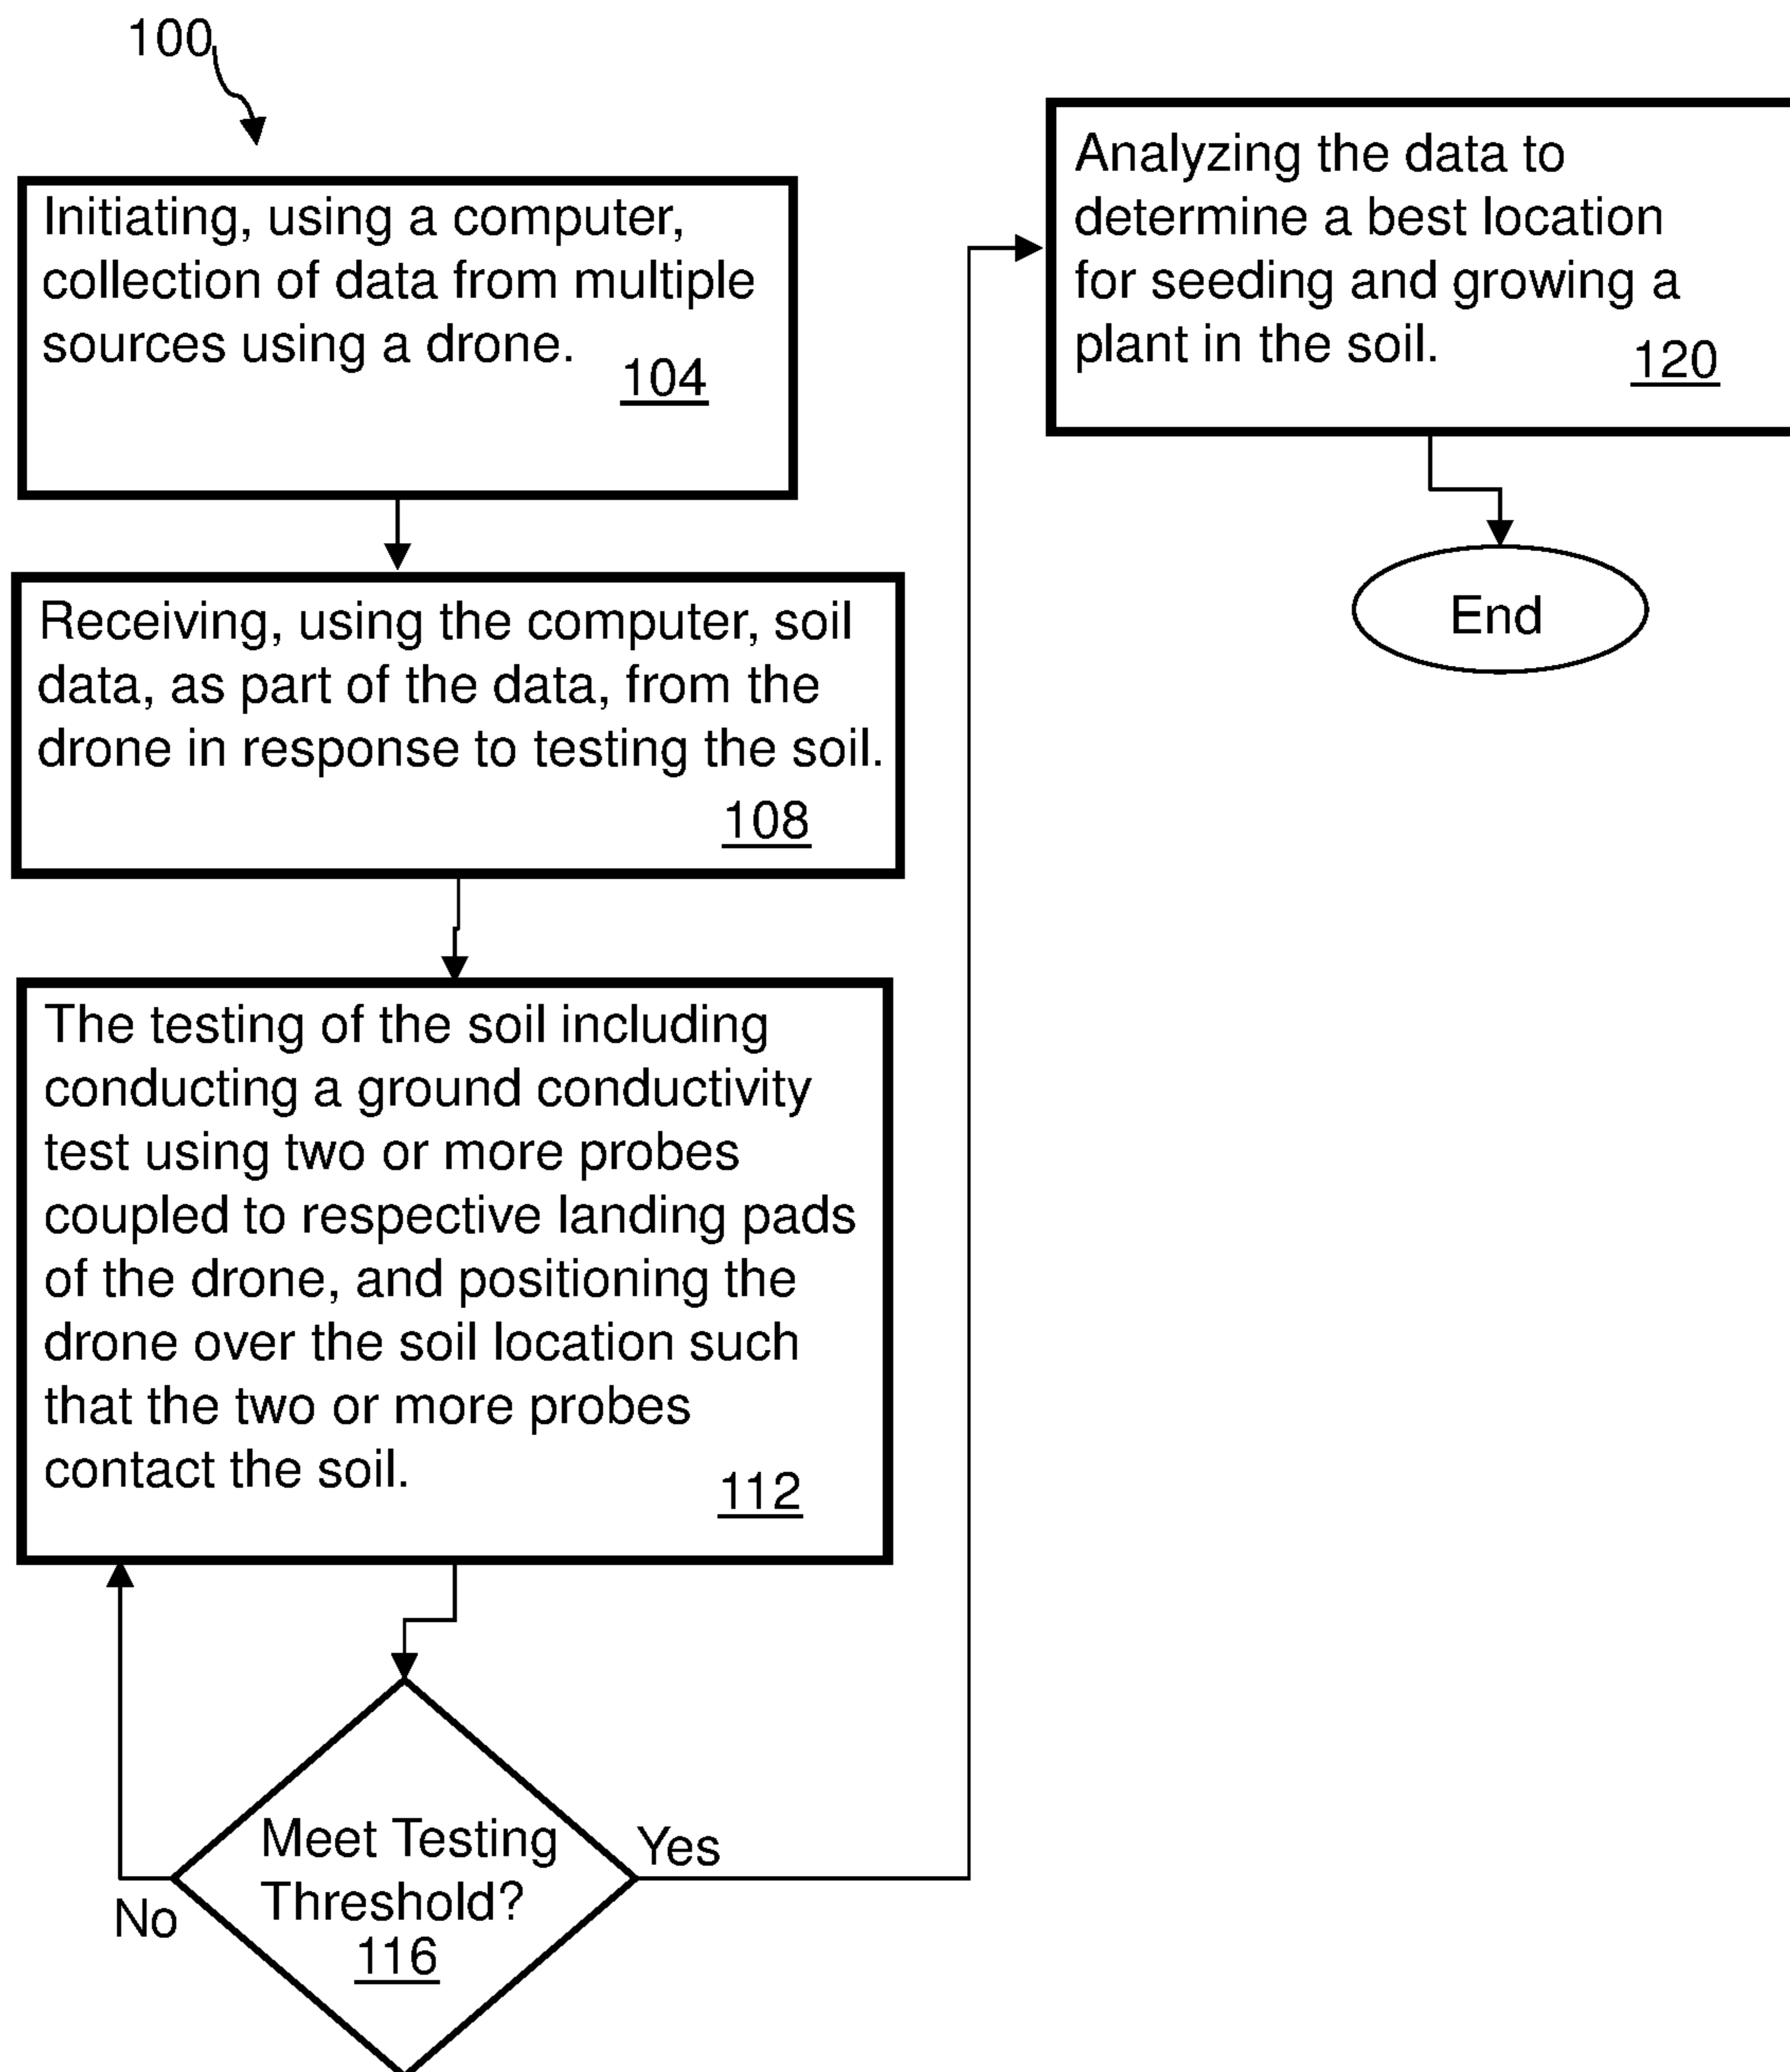 100
Initiating, using a computer,
collection of data from multiple
sources using a drone.
104
Receiving, using the computer, soil
data, as part of the data, from the
drone in response to testing the soil.
108
The testing of the soil including
conducting a ground conductivity
test using two or more probes
coupled to respective landing pads
of the drone, and positioning the
drone over the soil location such
that the two or more probes
contact the soil.
112
Meet Testing
Threshold?
116
No
Yes
Analyzing the data to
determine a best location
for seeding and growing a
plant in the soil.
120
End